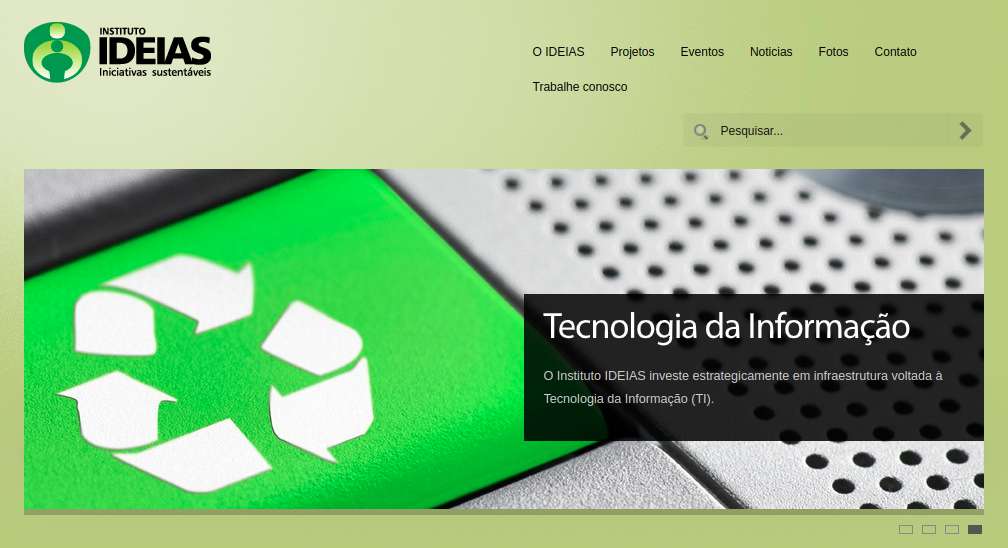 INSTITUTO
IDEIAS
Iniciativas sustentáveis
O IDEIAS Projetos Eventos Noticias Fotos Contato
Trabalhe conosco
Pesquisar...
Tecnologia da Informação
O Instituto IDEIAS investe estrategicamente em infraestrutura voltada à
Tecnologia da Informação (TI).